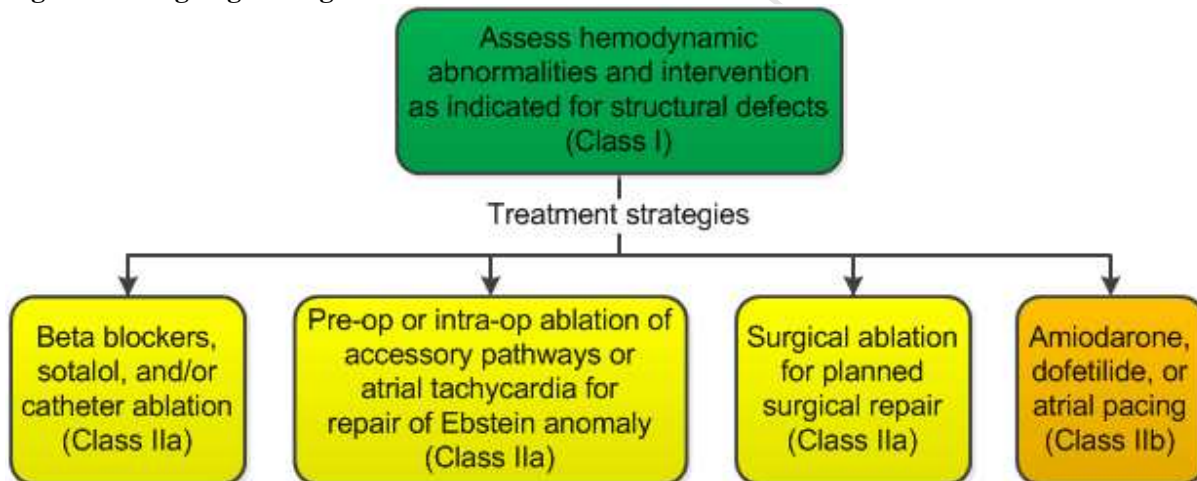 Assess hemodynamic
abnormalities and intervention
as indicated for structural defects
(Class I)
Treatment strategies
Beta blockers,
sotalol, and/or
catheter ablation
(Class IIa)
Pre-op or intra-op ablation of
accessory pathways or
atrial tachycardia for
repair of Ebstein anomaly
(Class IIa)
Surgical ablation
for planned
surgical repair
(Class IIa)
Amiodarone,
dofetilide, or
atrial pacing
(Class IIb)